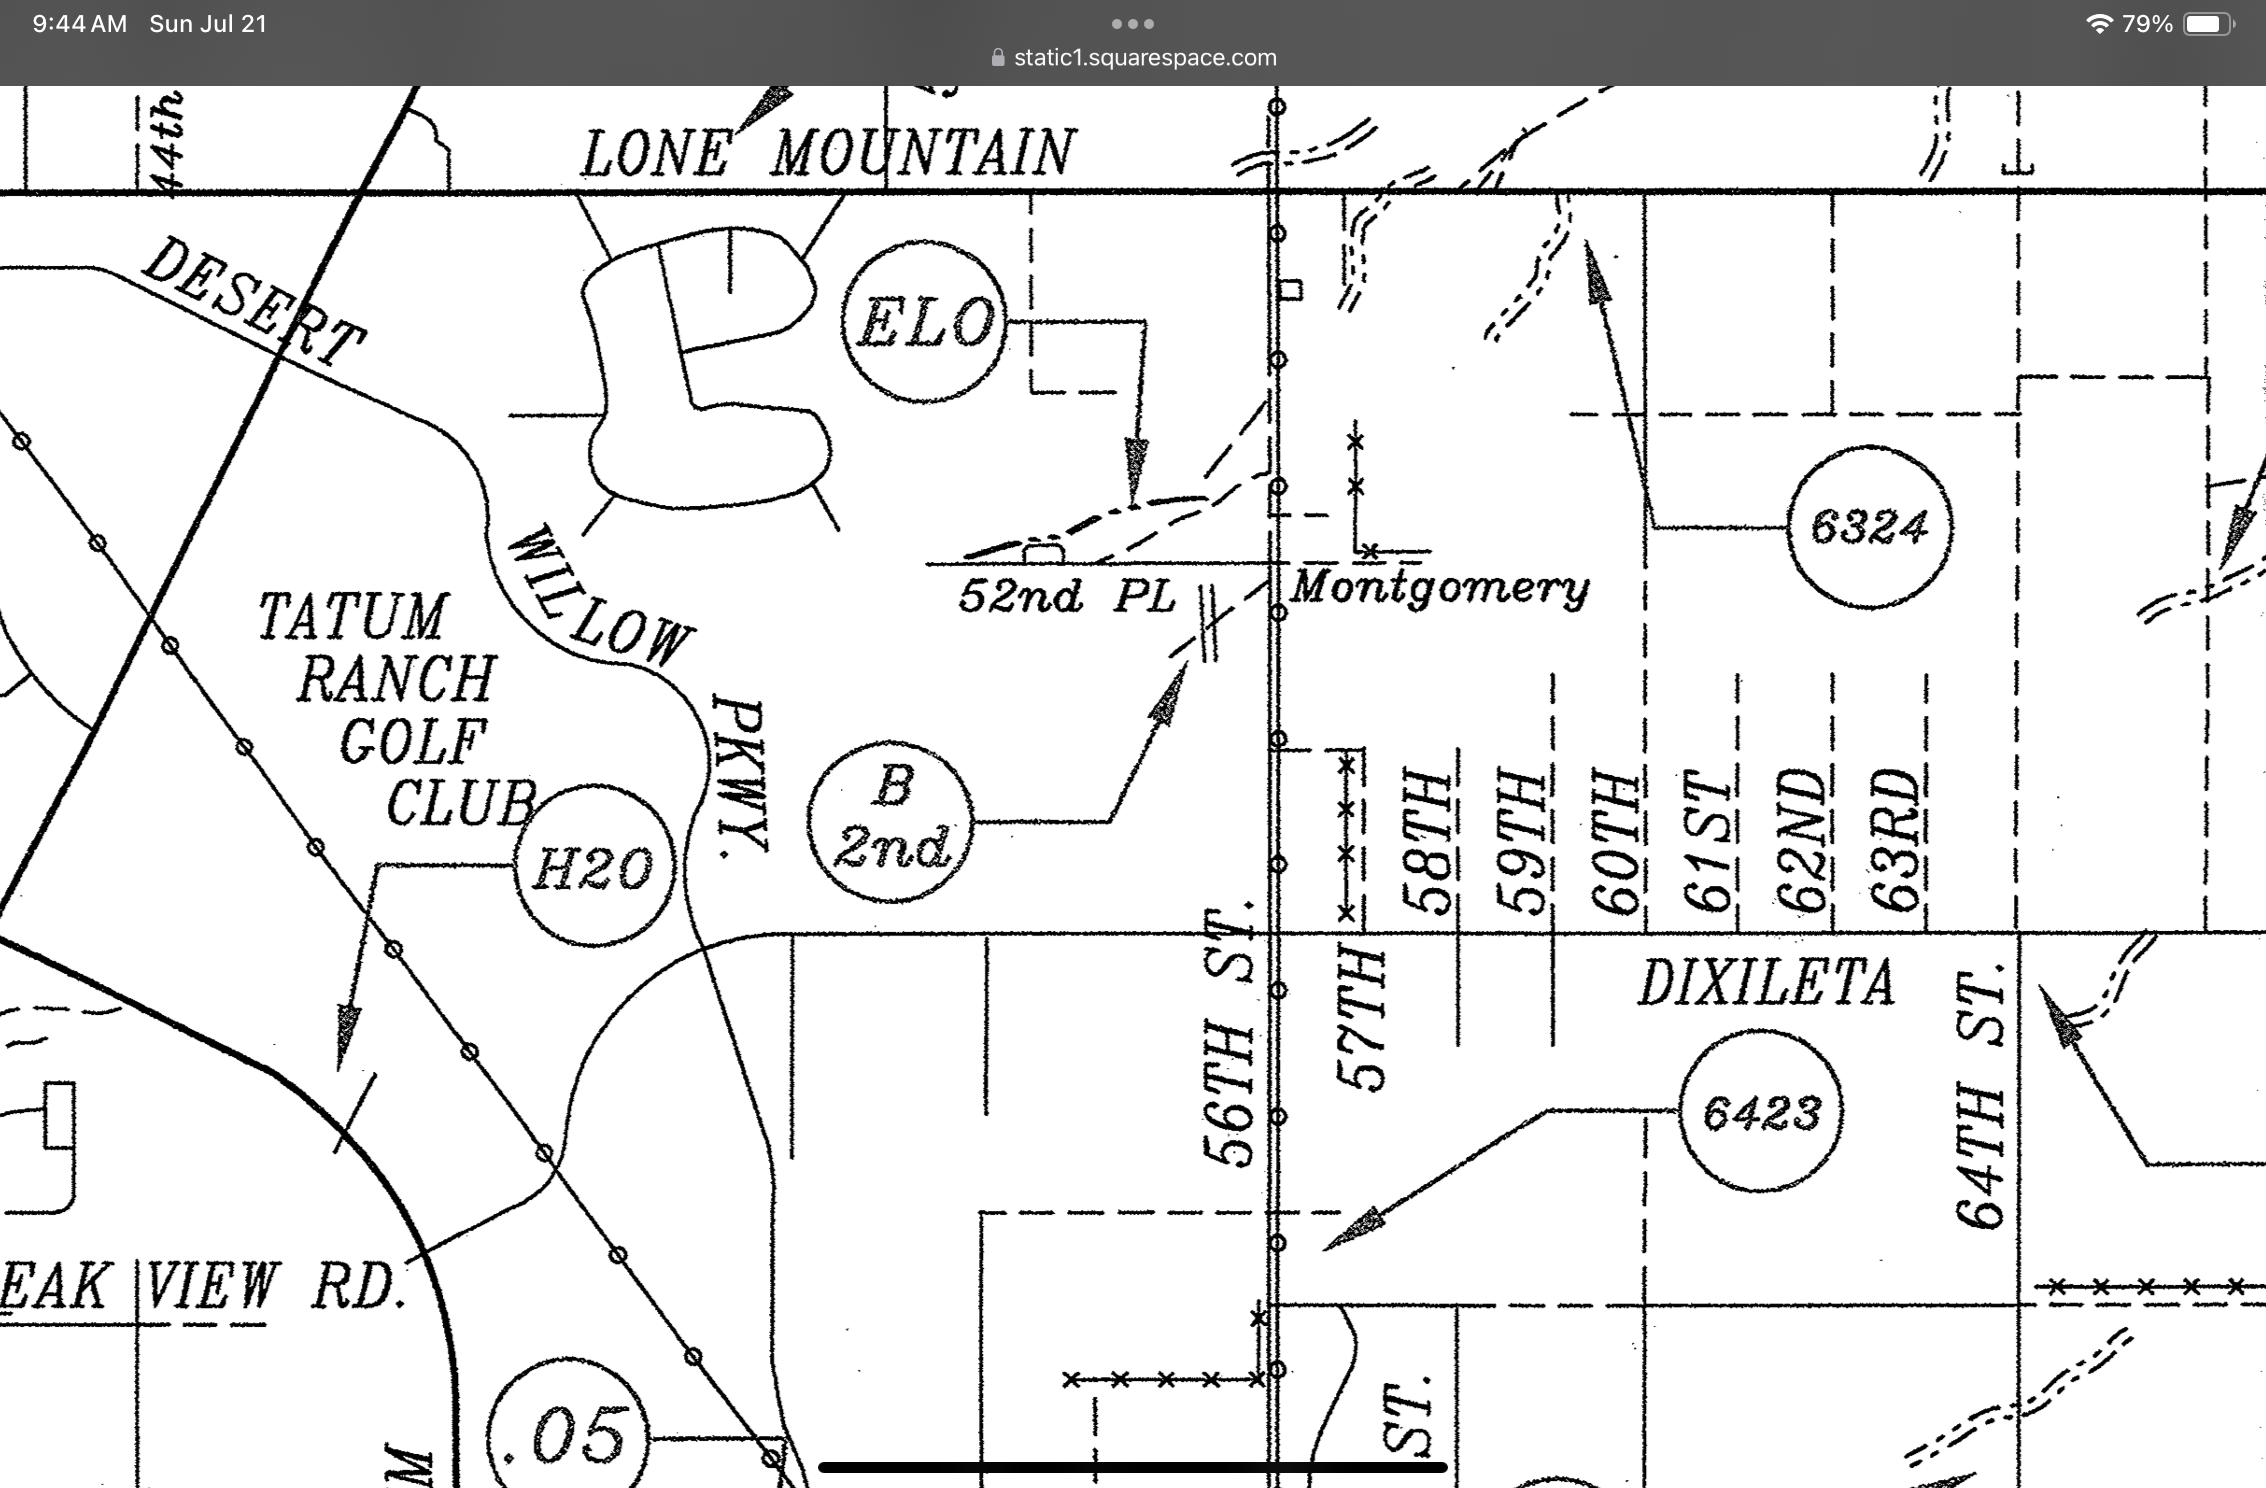 9:44 AM Sun Jul 21
79%
static1.squarespace.com
44th
LONE MOUNTAIN
DESERT
WILLOW
PKWY.
ELO
6324
52nd PL
Montgomery
TATUM
RANCH
GOLF
CLUB
H2O
B
2nd
56TH ST.
57TH
58TH
59TH
60TH
61ST
62ND
63RD
DIXILETA
64TH ST.
6423
EAK VIEW RD.
.05
M
ST.